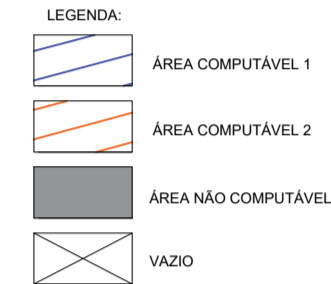 LEGENDA:
ÁREA COMPUTÁVEL 1
ÁREA COMPUTÁVEL 2
ÁREA NÃO COMPUTÁVEL
VAZIO